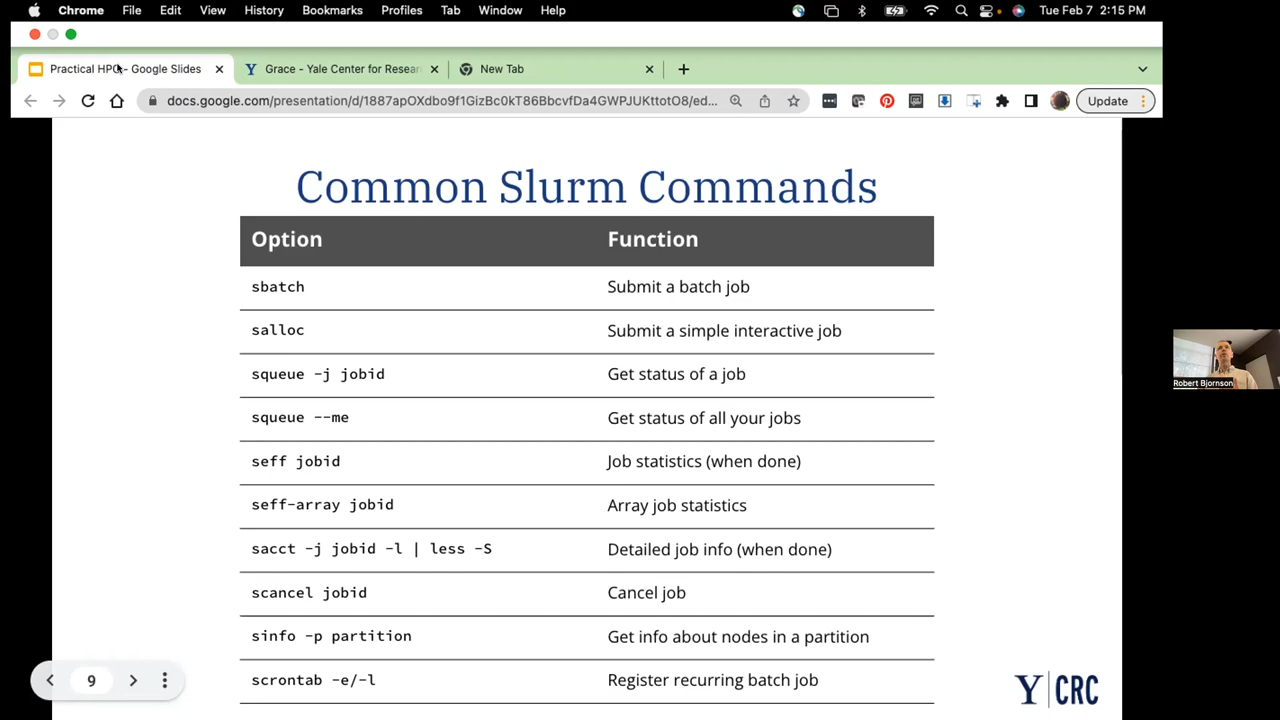 Chrome File Edit View History Bookmarks Profiles Tab Window Help Tue Feb 7 2:15 PM
Practical HPC - Google Slides Grace - Yale Center for Resear New Tab
docs.google.com/presentation/d/1887apOXdbo9f1GizBc0kT86BbcvfDa4GWPJUKttotO8/ed... Update
Common Slurm Commands
Option Function
sbatch Submit a batch job
salloc Submit a simple interactive job
squeue -j jobid Get status of a job
squeue --me Get status of all your jobs
seff jobid Job statistics (when done)
seff-array jobid Array job statistics
sacct -j jobid -l | less -S Detailed job info (when done)
scancel jobid Cancel job
sinfo -p partition Get info about nodes in a partition
scrontab -e/-l Register recurring batch job
9
Y | CRC
Robert Bjornson